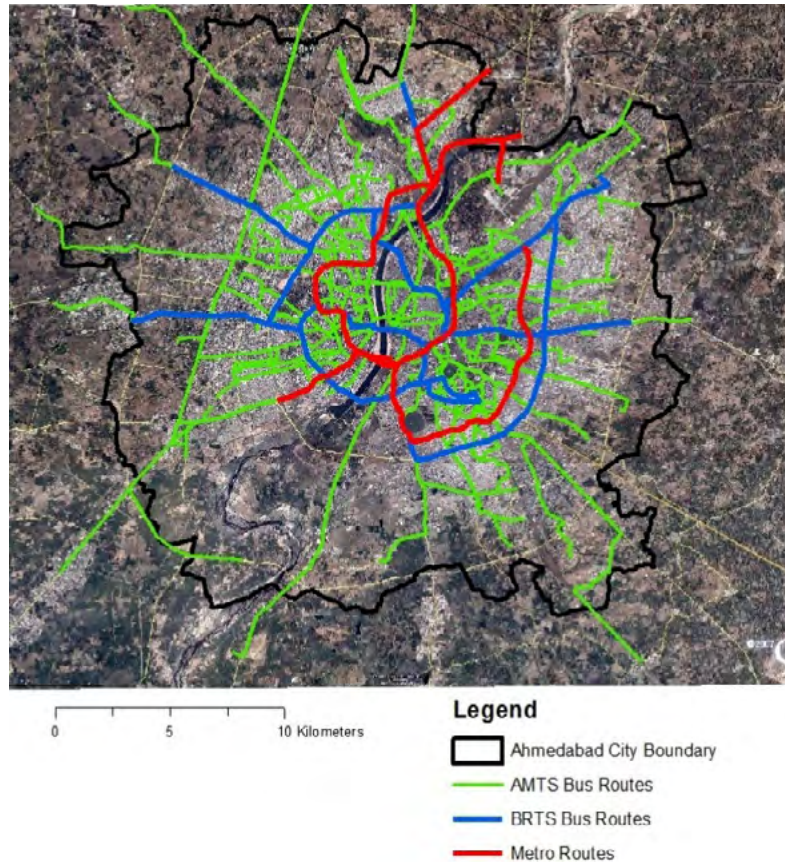 0 5 10 Kilometers
Legend
Ahmedabad City Boundary
AMTS Bus Routes
BRTS Bus Routes
Metro Routes